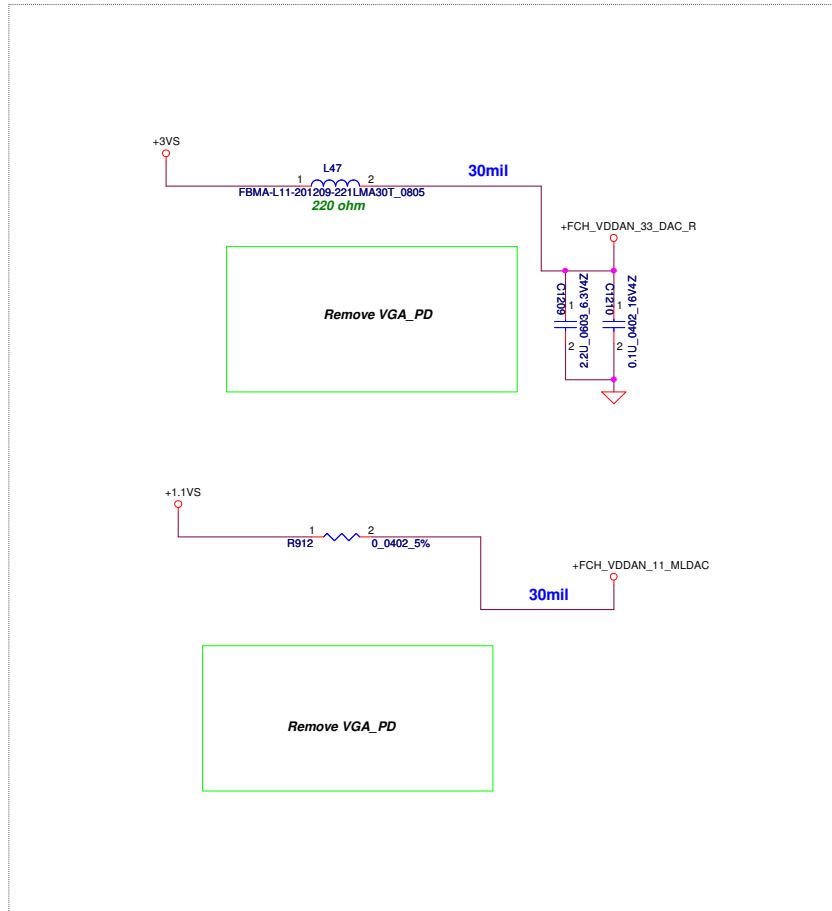 +3VS
L47
1
2
FBMA-L11-201209-221LMA30T_0805
220 ohm
30mil
+FCH_VDDAN_33_DAC_R
Remove VGA_PD
C1209
1
2
2.2U_0603_6.3V4Z
C1210
1
2
0.1U_0402_16V4Z
+1.1VS
1
2
R912
0_0402_5%
+FCH_VDDAN_11_MLDAC
30mil
Remove VGA_PD